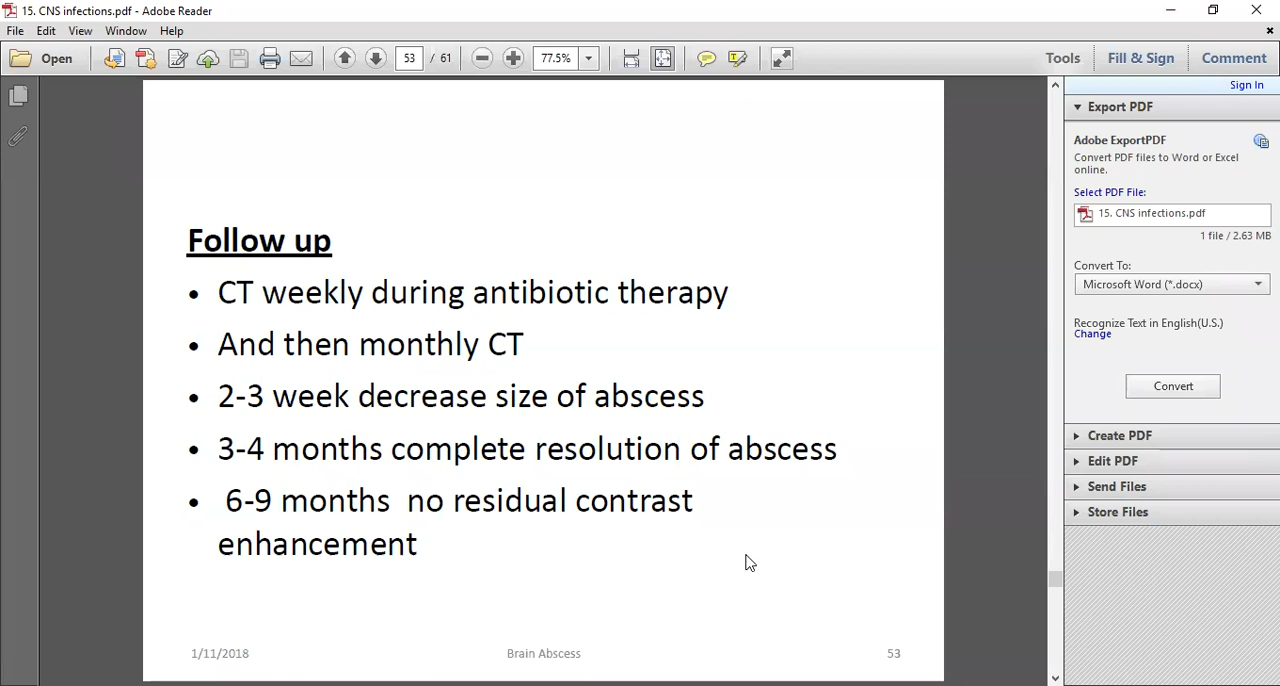 15. CNS infections.pdf - Adobe Reader
File Edit View Window Help
Open 53 / 61 77.5% Tools Fill & Sign Comment
Sign In
Export PDF
Adobe ExportPDF
Convert PDF files to Word or Excel
online.
Select PDF File:
15. CNS infections.pdf
1 file / 2.63 MB
Convert To:
Microsoft Word (*.docx)
Recognize Text in English(U.S.)
Change
Convert
Create PDF
Edit PDF
Send Files
Store Files
Follow up
• CT weekly during antibiotic therapy
• And then monthly CT
• 2-3 week decrease size of abscess
• 3-4 months complete resolution of abscess
• 6-9 months no residual contrast
enhancement
1/11/2018 Brain Abscess 53